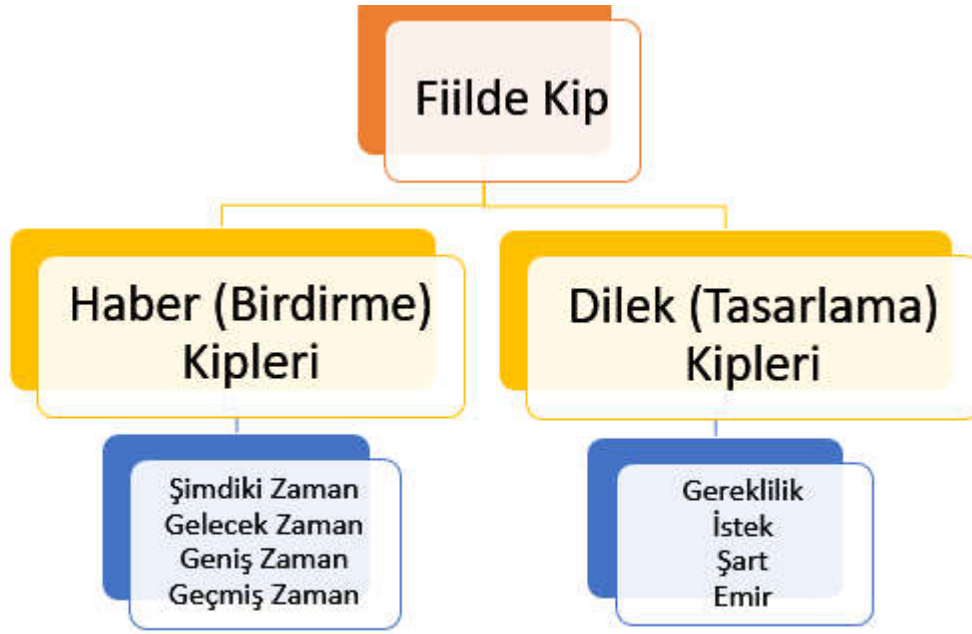 Fiilde Kip
Haber (Birdirme)
Kipleri
Dilek (Tasarlama)
Kipleri
Şimdiki Zaman
Gelecek Zaman
Geniş Zaman
Geçmiş Zaman
Gereklilik
İstek
Şart
Emir